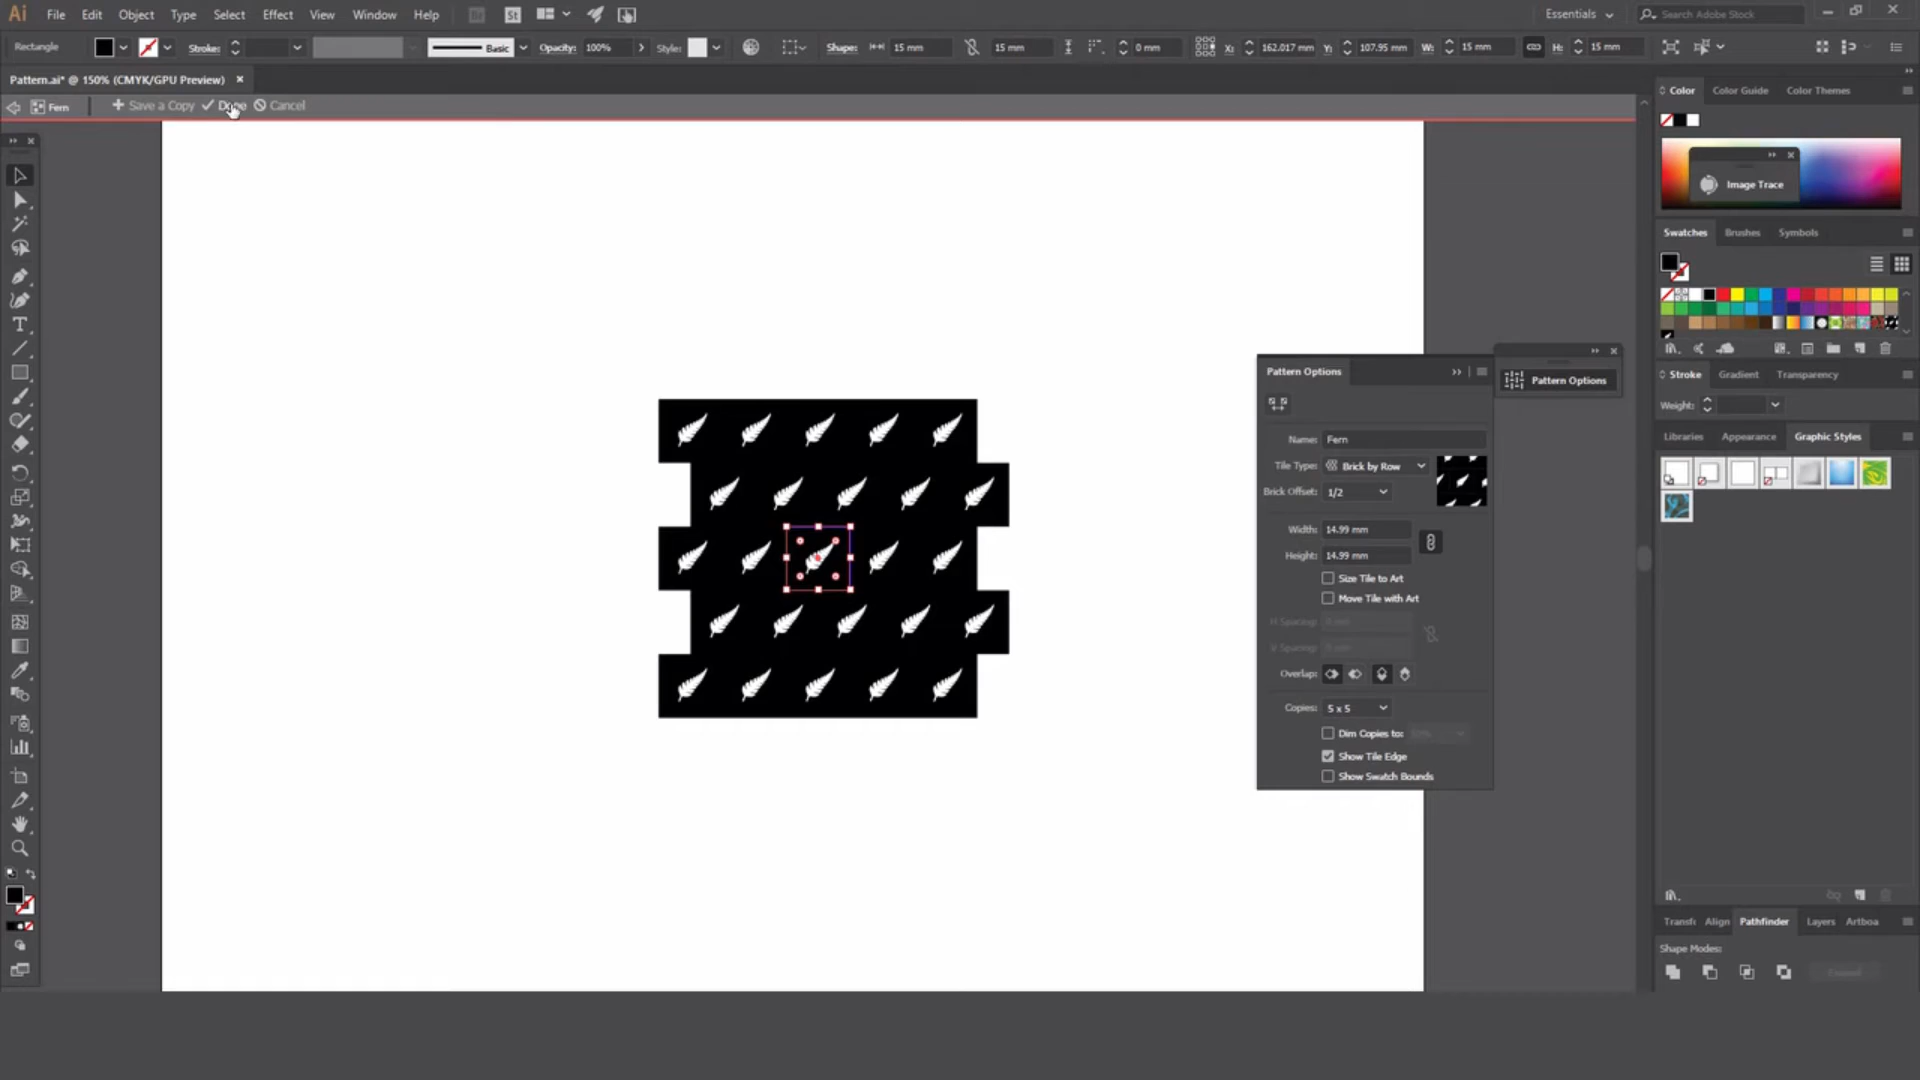 Ai File Edit Object Type Select Effect View Window Help Br St Essentials Search Adobe Stock
Rectangle Stroke: Basic Opacity: 100% Style: Shape: 15 mm 15 mm 0 mm X: 162.017 mm Y: 107.95 mm W: 15 mm H: 15 mm
Pattern.ai* @ 150% (CMYK/GPU Preview)
Fern Save a Copy Done Cancel
Color Color Guide Color Themes
Image Trace
Swatches Brushes Symbols
Stroke Gradient Transparency
Weight:
Libraries Appearance Graphic Styles
Pattern Options
Pattern Options
Name: Fern
Tile Type: Brick by Row
Brick Offset: 1/2
Width: 14.99 mm
Height: 14.99 mm
Size Tile to Art
Move Tile with Art
H Spacing: 0 mm
V Spacing: 0 mm
Overlap:
Copies: 5 x 5
Dim Copies to:
Show Tile Edge
Show Swatch Bounds
Transfc Align Pathfinder Layers Artboa
Shape Modes:
Expand